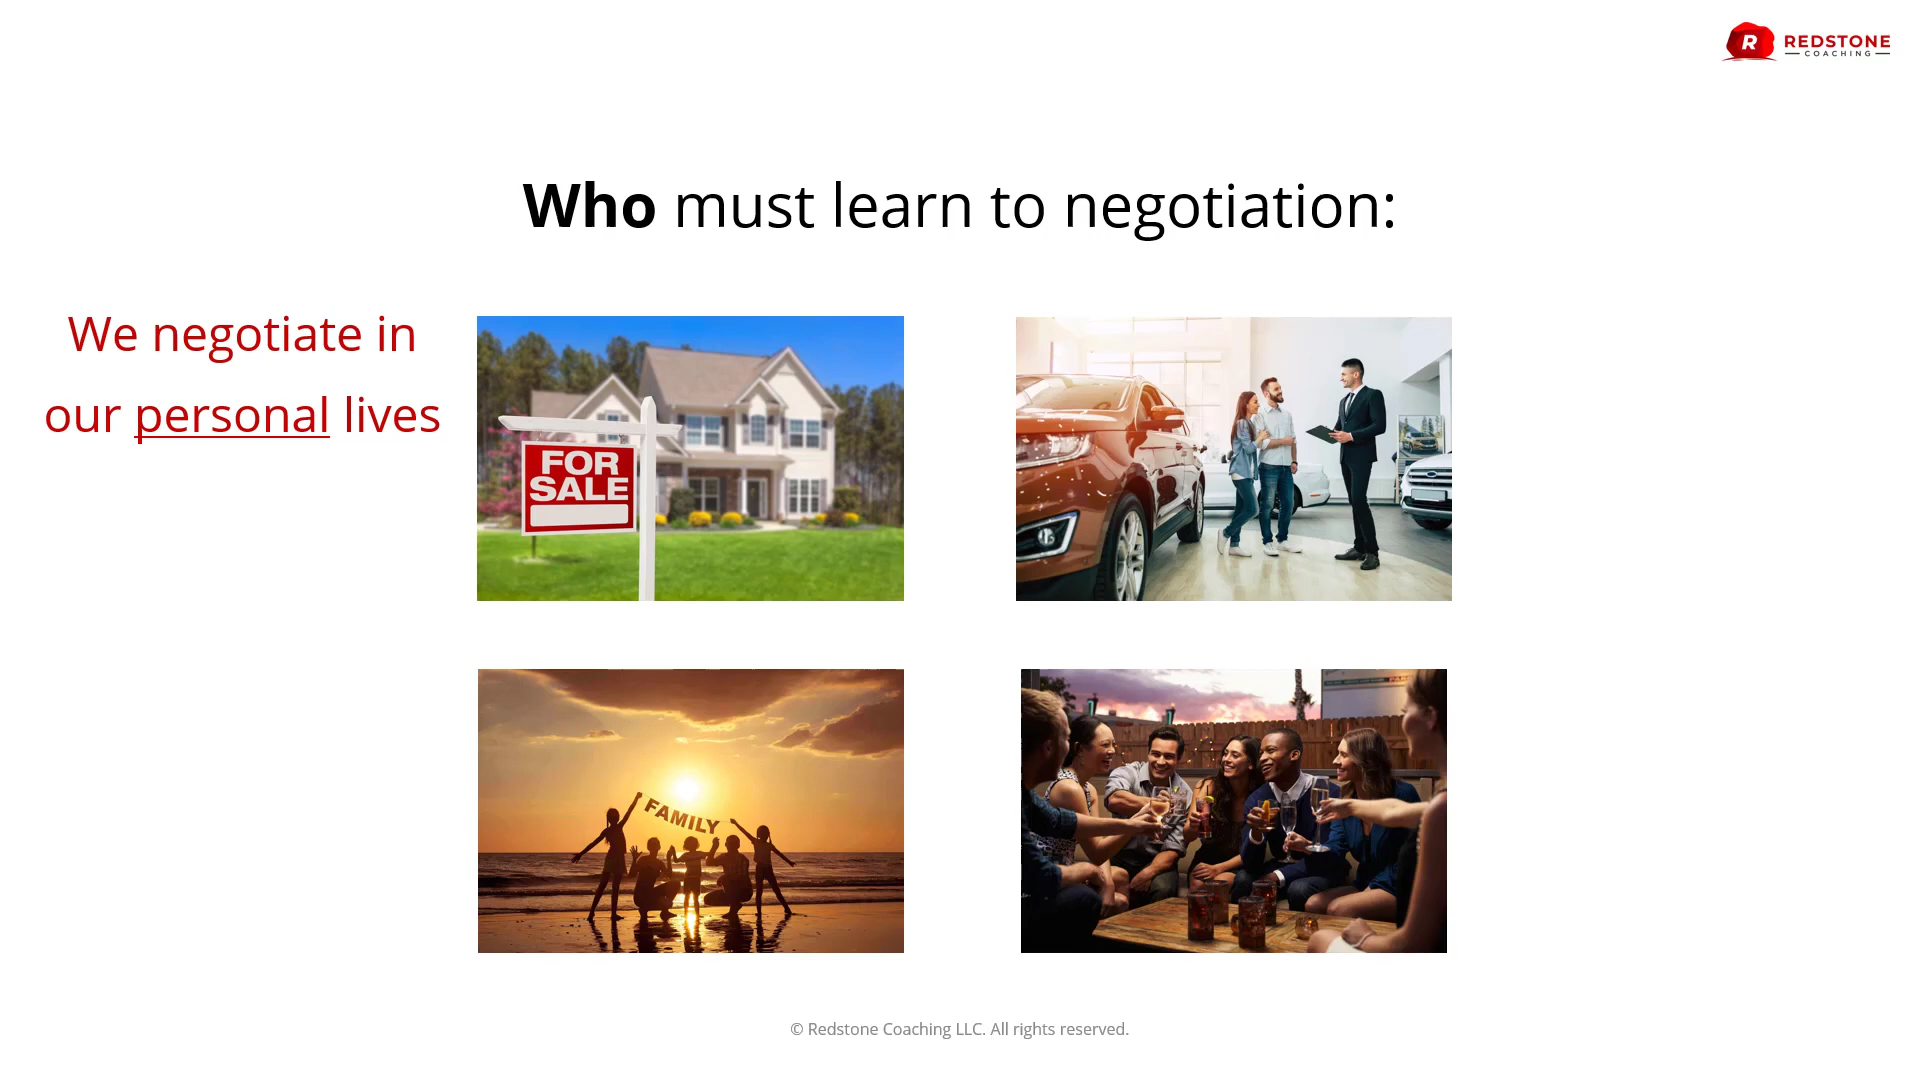 R REDSTONE
COACHING
Who must learn to negotiation:
We negotiate in
our personal lives
FOR
SALE
FAMILY
© Redstone Coaching LLC. All rights reserved.